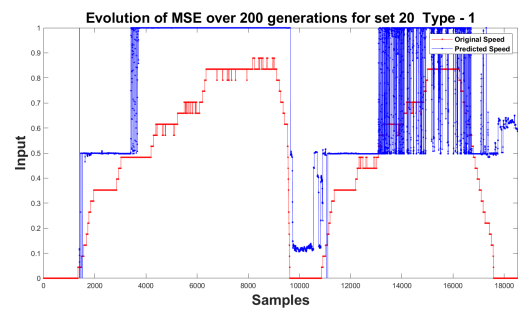 Evolution of MSE over 200 generations for set 20 Type - 1
Original Speed
Predicted Speed
Input
1
0.9
0.8
0.7
0.6
0.5
0.4
0.3
0.2
0.1
0
0 2000 4000 6000 8000 10000 12000 14000 16000 18000
Samples